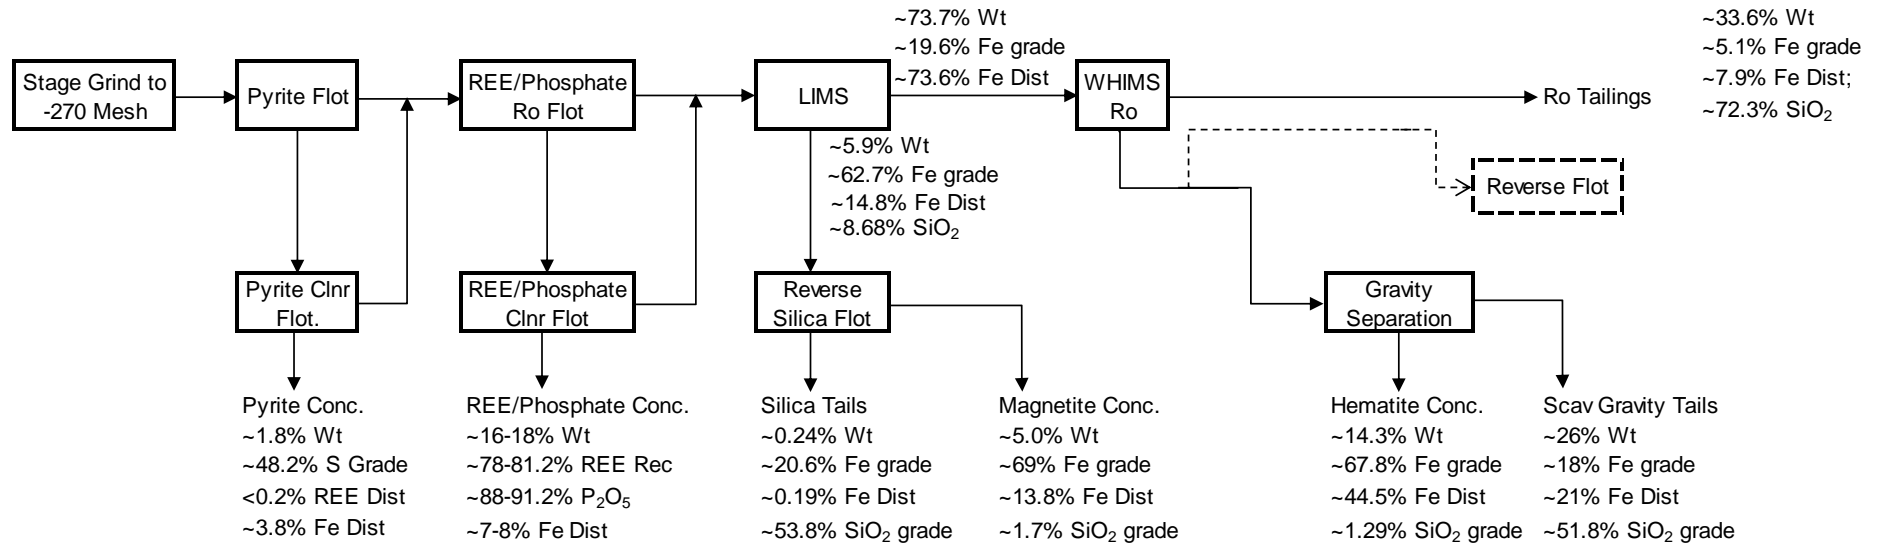 ~73.7% Wt
~19.6% Fe grade
~73.6% Fe Dist
~33.6% Wt
~5.1% Fe grade
~7.9% Fe Dist;
~72.3% SiO₂
Stage Grind to
-270 Mesh
Pyrite Flot
REE/Phosphate
Ro Flot
LIMS
WHIMS
Ro
Ro Tailings
~5.9% Wt
~62.7% Fe grade
~14.8% Fe Dist
~8.68% SiO₂
Reverse Flot
Pyrite Clnr
Flot.
REE/Phosphate
Clnr Flot
Reverse
Silica Flot
Gravity
Separation
Pyrite Conc.
~1.8% Wt
~48.2% S Grade
<0.2% REE Dist
~3.8% Fe Dist
REE/Phosphate Conc.
~16-18% Wt
~78-81.2% REE Rec
~88-91.2% P₂O₅
~7-8% Fe Dist
Silica Tails
~0.24% Wt
~20.6% Fe grade
~0.19% Fe Dist
~53.8% SiO₂ grade
Magnetite Conc.
~5.0% Wt
~69% Fe grade
~13.8% Fe Dist
~1.7% SiO₂ grade
Hematite Conc.
~14.3% Wt
~67.8% Fe grade
~44.5% Fe Dist
~1.29% SiO₂ grade
Scav Gravity Tails
~26% Wt
~18% Fe grade
~21% Fe Dist
~51.8% SiO₂ grade